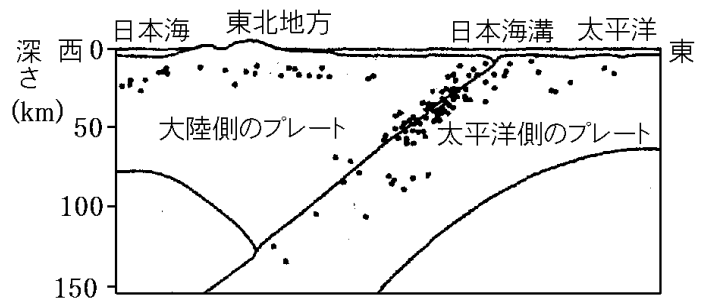 日本海 東北地方 日本海溝 太平洋
深さ(km) 西 0 東
50
大陸側のプレート 太平洋側のプレート
100
150